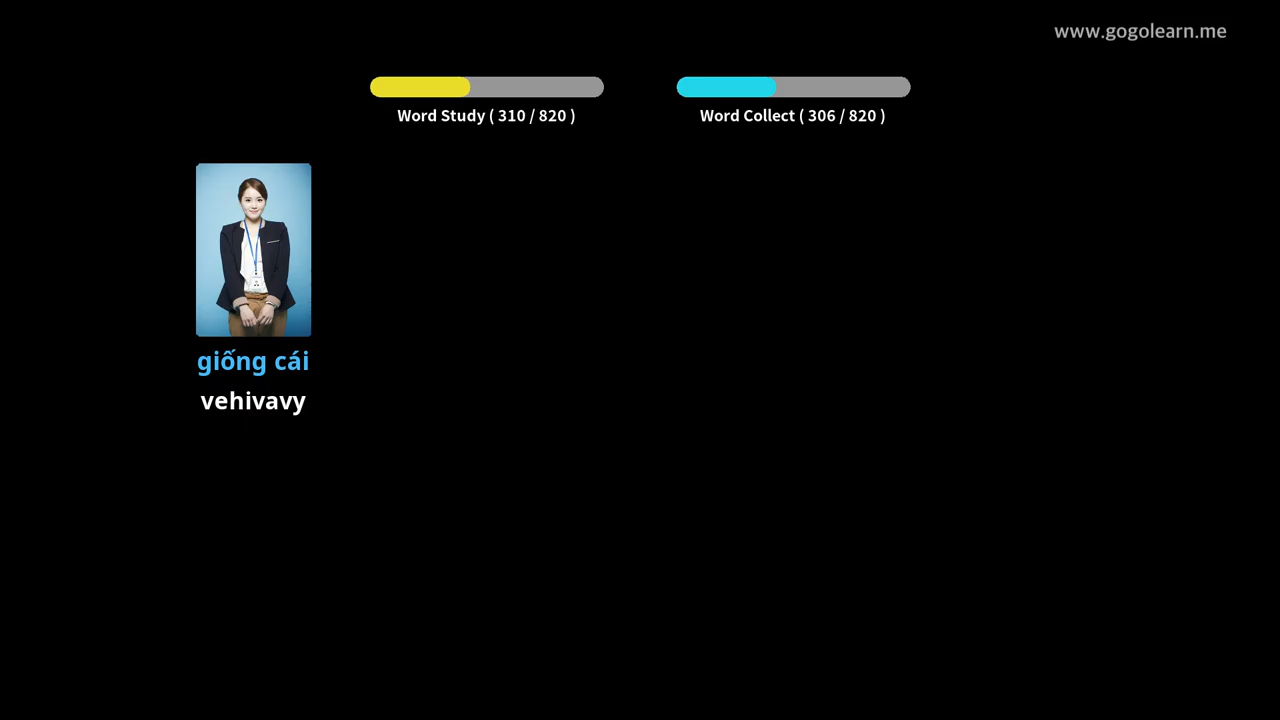 www.gogolearn.me
Word Study ( 310 / 820 )
Word Collect ( 306 / 820 )
giống cái
vehivavy